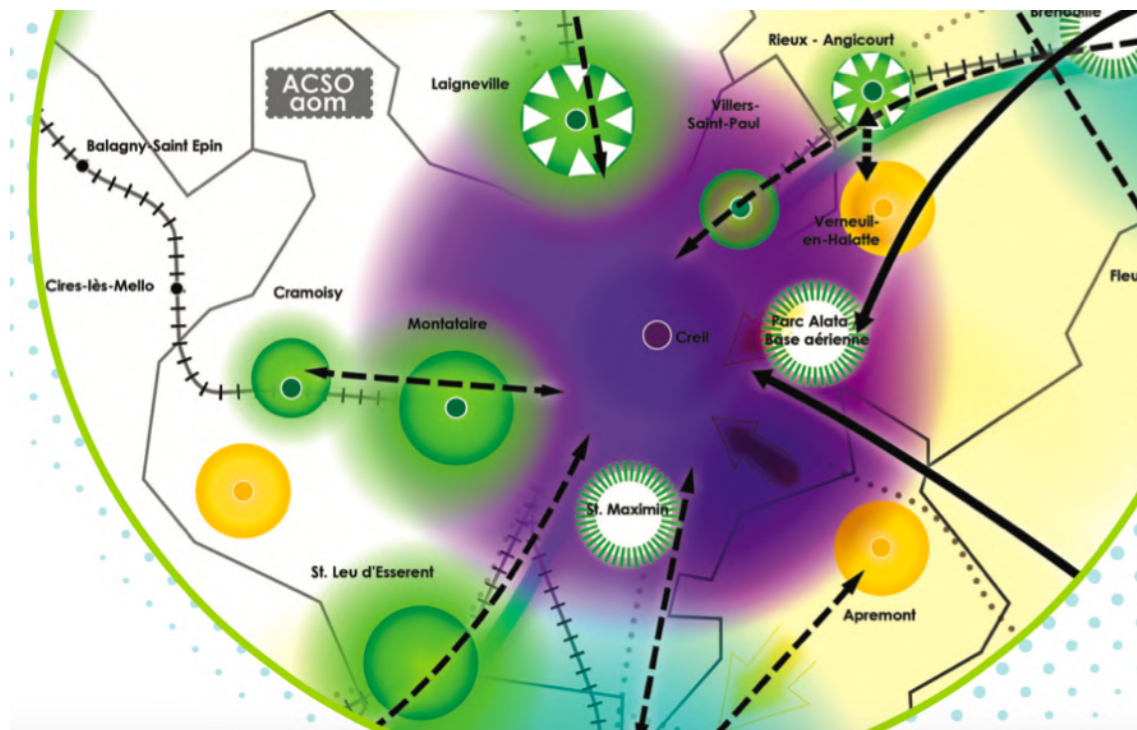 Brenouille
Rieux - Angicourt
ACSO
aom
Laigneville
Villers-
Saint-Paul
Balagny-Saint Epin
Verneuil-
en-Halatte
Cires-lès-Mello
Cramoisy
Montataire
Creil
Parc Alata
Base aérienne
St. Maximin
St. Leu d'Esserent
Apremont